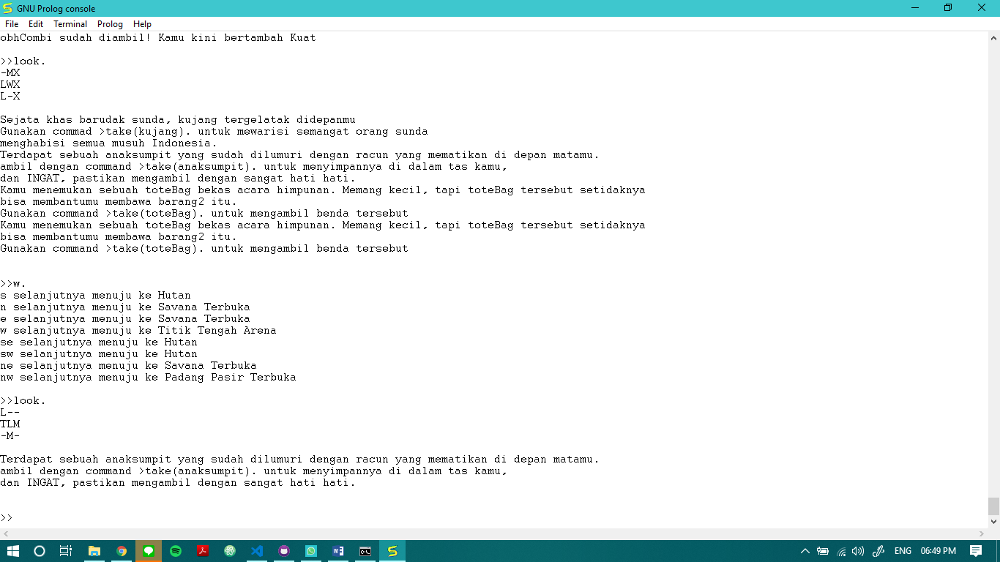 GNU Prolog console
File Edit Terminal Prolog Help
obhCombi sudah diambil! Kamu kini bertambah Kuat
>>look.
-MX
LWX
L-X
Sejata khas barudak sunda, kujang tergelatak didepanmu
Gunakan commad >take(kujang). untuk mewarisi semangat orang sunda
menghabisi semua musuh Indonesia.
Terdapat sebuah anaksumpit yang sudah dilumuri dengan racun yang mematikan di depan matamu.
ambil dengan command >take(anaksumpit). untuk menyimpannya di dalam tas kamu,
dan INGAT, pastikan mengambil dengan sangat hati hati.
Kamu menemukan sebuah toteBag bekas acara himpunan. Memang kecil, tapi toteBag tersebut setidaknya
bisa membantumu membawa barang2 itu.
Gunakan command >take(toteBag). untuk mengambil benda tersebut
Kamu menemukan sebuah toteBag bekas acara himpunan. Memang kecil, tapi toteBag tersebut setidaknya
bisa membantumu membawa barang2 itu.
Gunakan command >take(toteBag). untuk mengambil benda tersebut
>>w.
s selanjutnya menuju ke Hutan
n selanjutnya menuju ke Savana Terbuka
e selanjutnya menuju ke Savana Terbuka
w selanjutnya menuju ke Titik Tengah Arena
se selanjutnya menuju ke Hutan
sw selanjutnya menuju ke Hutan
ne selanjutnya menuju ke Savana Terbuka
nw selanjutnya menuju ke Padang Pasir Terbuka
>>look.
L--
TLM
-M-
Terdapat sebuah anaksumpit yang sudah dilumuri dengan racun yang mematikan di depan matamu.
ambil dengan command >take(anaksumpit). untuk menyimpannya di dalam tas kamu,
dan INGAT, pastikan mengambil dengan sangat hati hati.
>>
ENG 06:49 PM